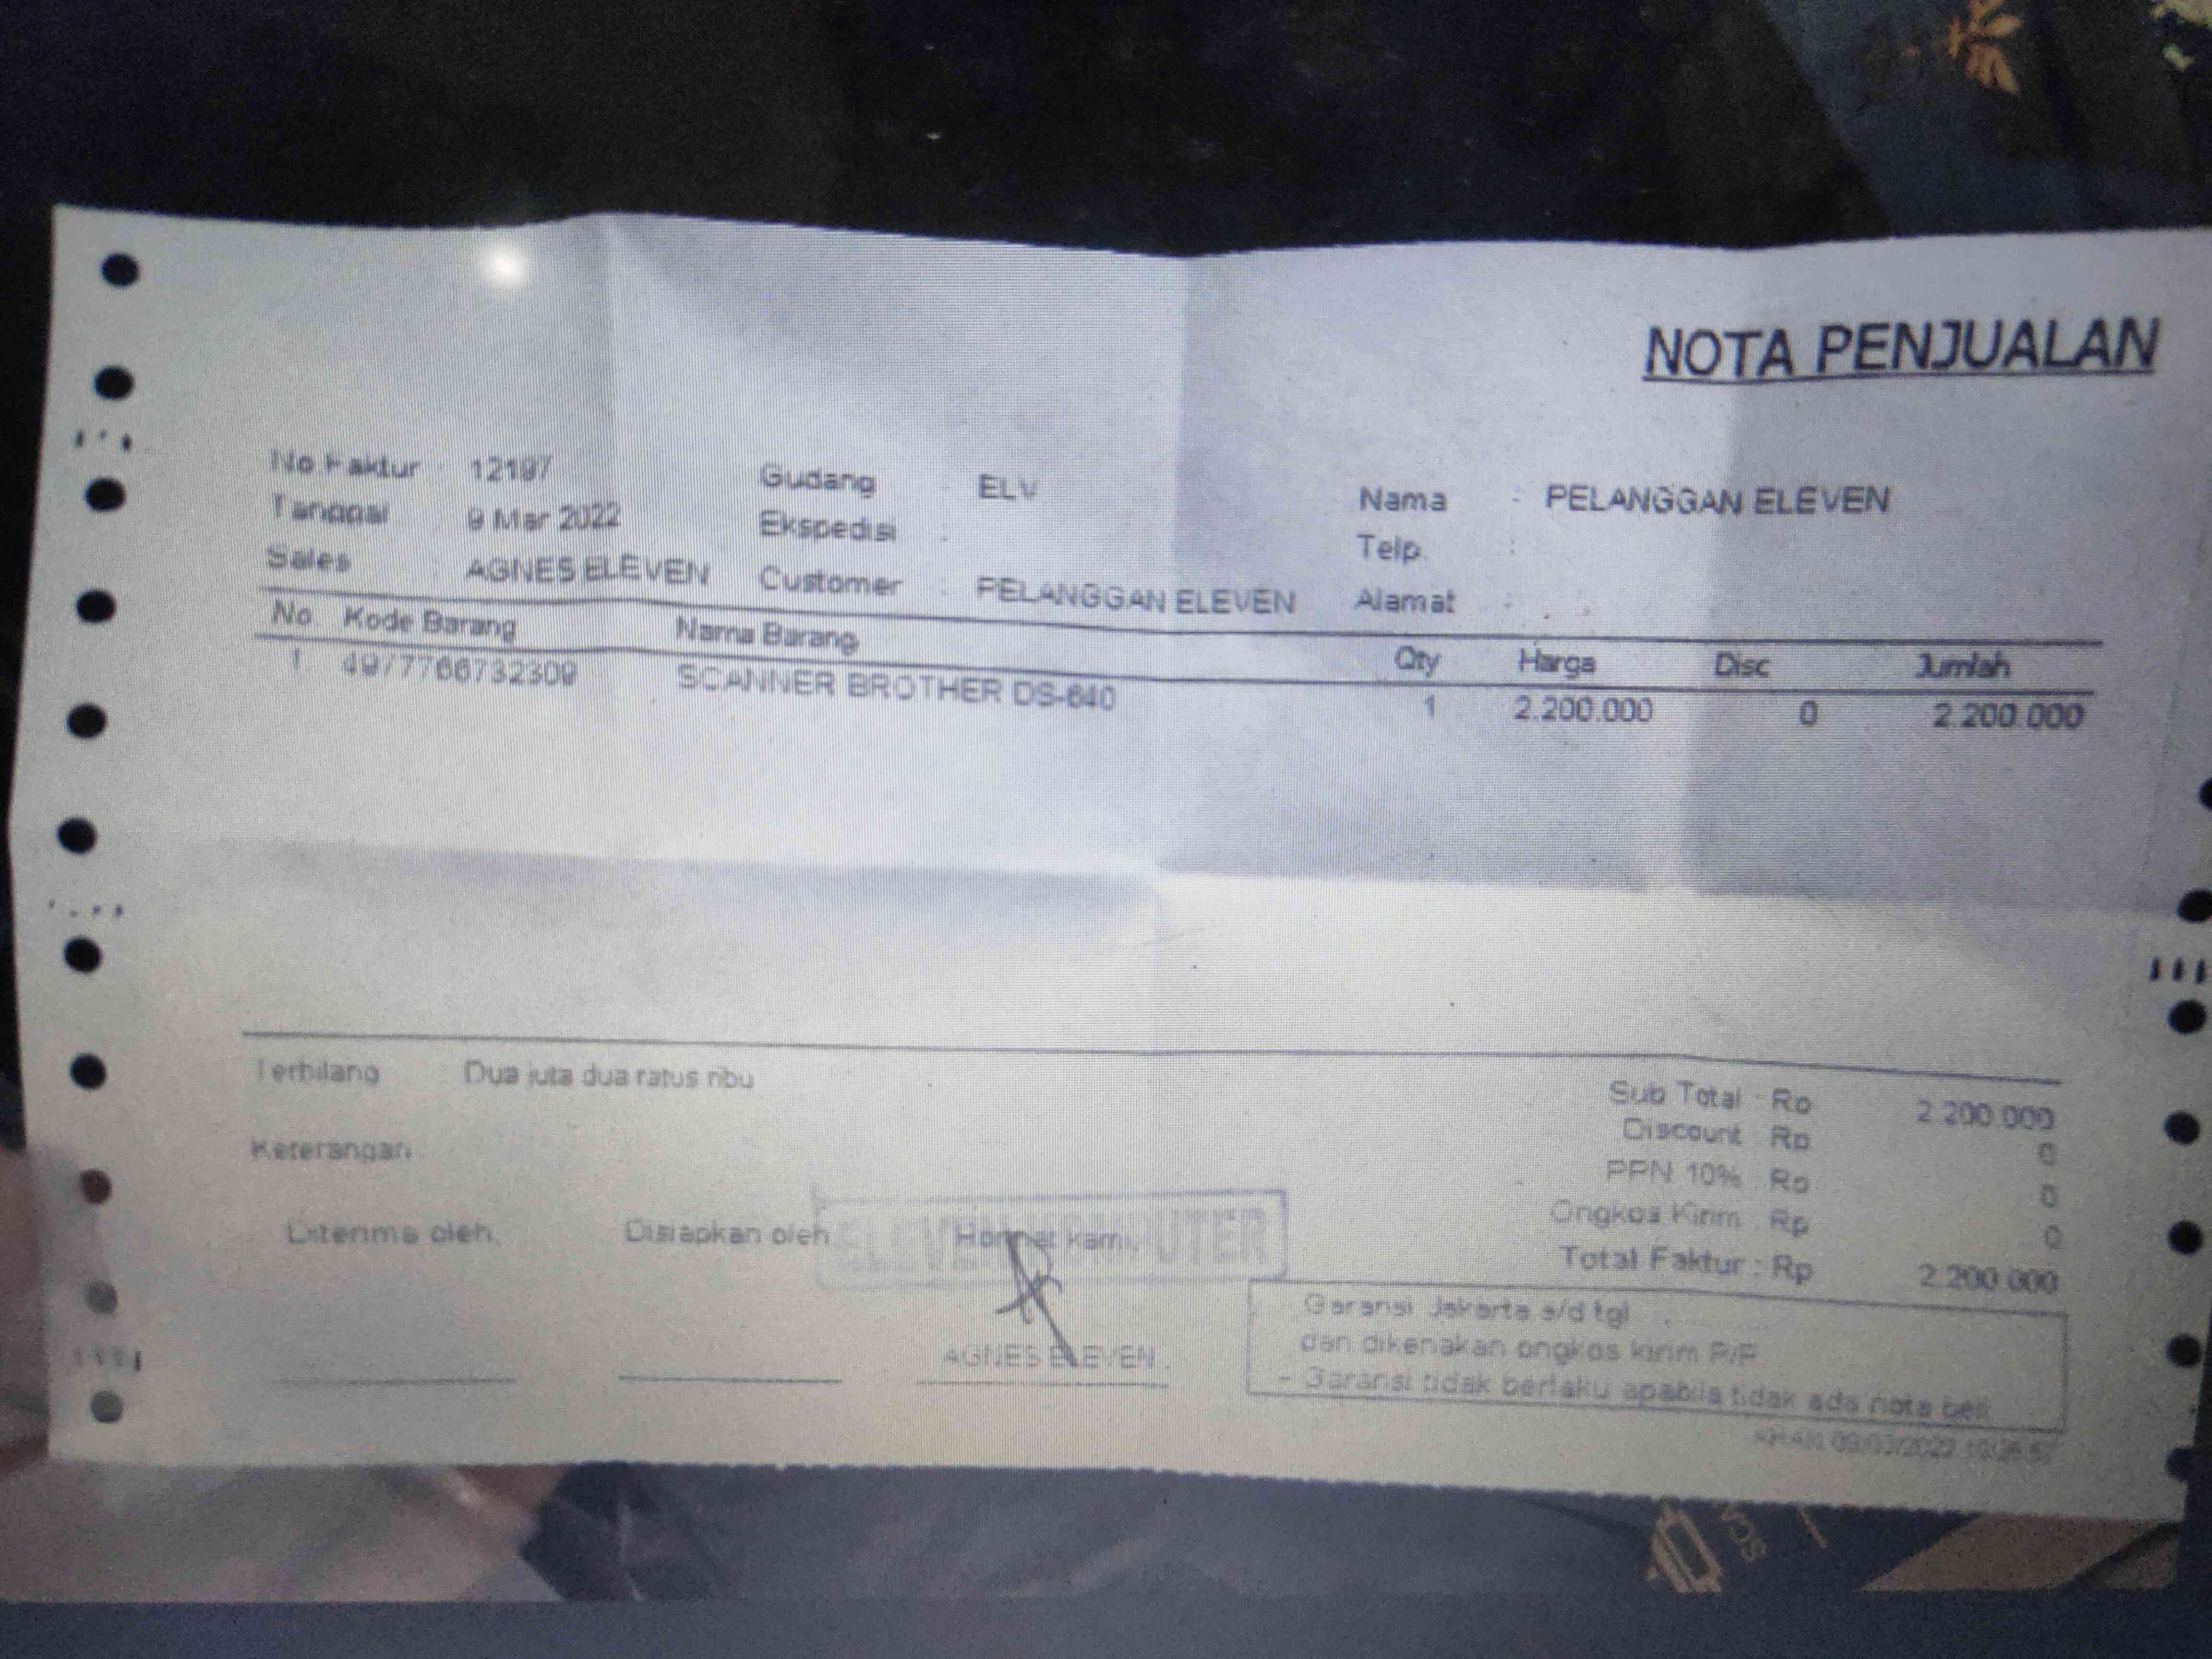 NOTA PENJUALAN
No Faktur : 12197 Gudang : ELV Nama : PELANGGAN ELEVEN
Tanggal 9 Mar 2022 Ekspedisi : Telp. :
Sales : AGNES ELEVEN Customer : PELANGGAN ELEVEN Alamat :
No Kode Barang Nama Barang Qty Harga Disc Jumlah
1 4977766732309 SCANNER BROTHER DS-640 1 2.200.000 0 2.200.000
Terbilang Dua juta dua ratus ribu
Sub Total : Rp 2.200.000
Discount : Rp 0
Keterangan
PPN 10% : Rp 0
Ongkos Kirim : Rp 0
Total Faktur : Rp 2.200.000
Diterima oleh, Disiapkan oleh Hormat kami,
ELEVEN KOMPUTER
AGNES ELEVEN
Garansi Jakarta s/d tgl
dan dikenakan ongkos kirim P/P
- Garansi tidak berlaku apabila tidak ada nota beli
09/03/2022